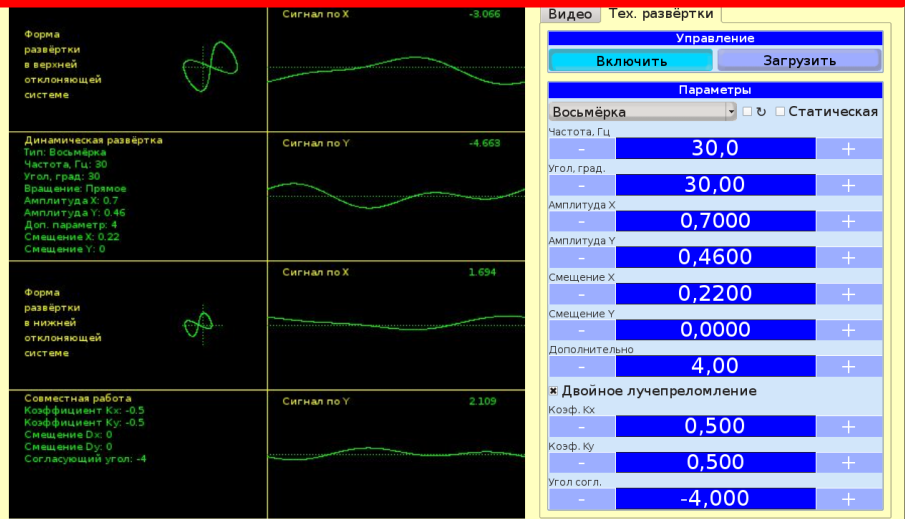 Форма
развёртки
в верхней
отклоняющей
системе
Сигнал по X -3.066
Динамическая развёртка
Тип: Восьмёрка
Частота, Гц: 30
Угол, град: 30
Вращение: Прямое
Амплитуда X: 0.7
Амплитуда Y: 0.46
Доп. параметр: 4
Смещение X: 0.22
Смещение Y: 0
Сигнал по Y -4.663
Форма
развёртки
в нижней
отклоняющей
системе
Сигнал по X 1.694
Совместная работа
Коэффициент Kx: -0.5
Коэффициент Ky: -0.5
Смещение Dx: 0
Смещение Dy: 0
Согласующий угол: -4
Сигнал по Y 2.109
Видео Тех. развёртки
Управление
Включить Загрузить
Параметры
Восьмёрка ↻ Статическая
Частота, Гц
- 30,0 +
Угол, град.
- 30,00 +
Амплитуда X
- 0,7000 +
Амплитуда Y
- 0,4600 +
Смещение X
- 0,2200 +
Смещение Y
- 0,0000 +
Дополнительно
- 4,00 +
Двойное лучепреломление
Коэф. Kx
- 0,500 +
Коэф. Ky
- 0,500 +
Угол согл.
- -4,000 +